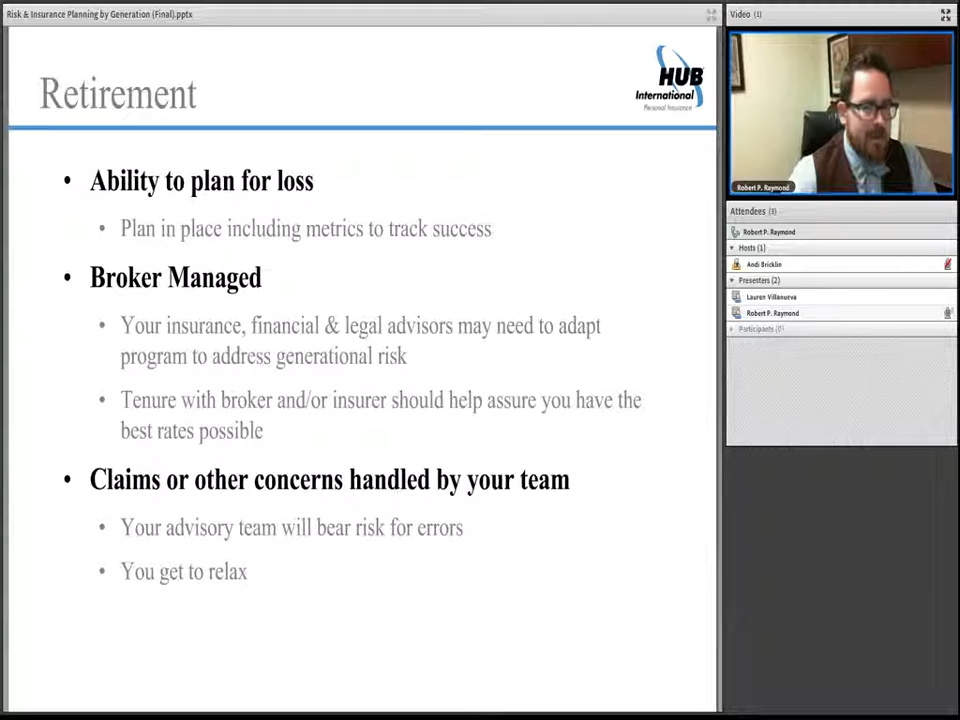 Risk & Insurance Planning by Generation (Final).pptx
Retirement
HUB
International
Personal Insurance
• Ability to plan for loss
• Plan in place including metrics to track success
• Broker Managed
• Your insurance, financial & legal advisors may need to adapt
program to address generational risk
• Tenure with broker and/or insurer should help assure you have the
best rates possible
• Claims or other concerns handled by your team
• Your advisory team will bear risk for errors
• You get to relax
Video (1)
Robert P. Raymond
Attendees (3)
Robert P. Raymond
Hosts (1)
Andi Bricklin
Presenters (2)
Lauren Villanueva
Robert P. Raymond
Participants (0)